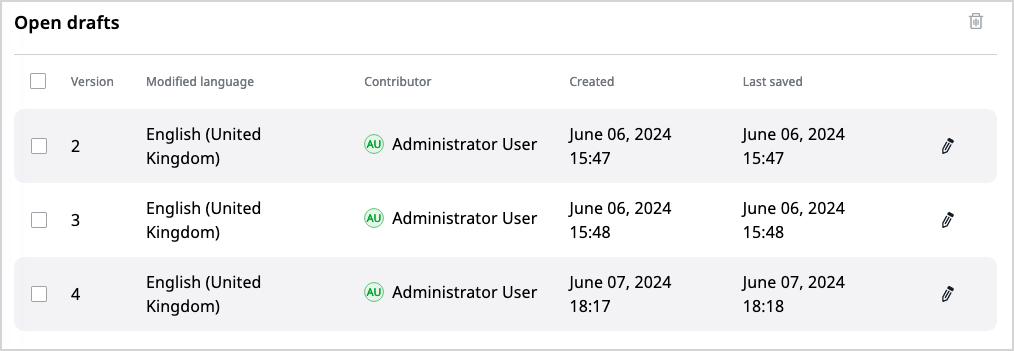 Open drafts
Version Modified language Contributor Created Last saved
2 English (United Kingdom) AU Administrator User June 06, 2024 15:47 June 06, 2024 15:47
3 English (United Kingdom) AU Administrator User June 06, 2024 15:48 June 06, 2024 15:48
4 English (United Kingdom) AU Administrator User June 07, 2024 18:17 June 07, 2024 18:18